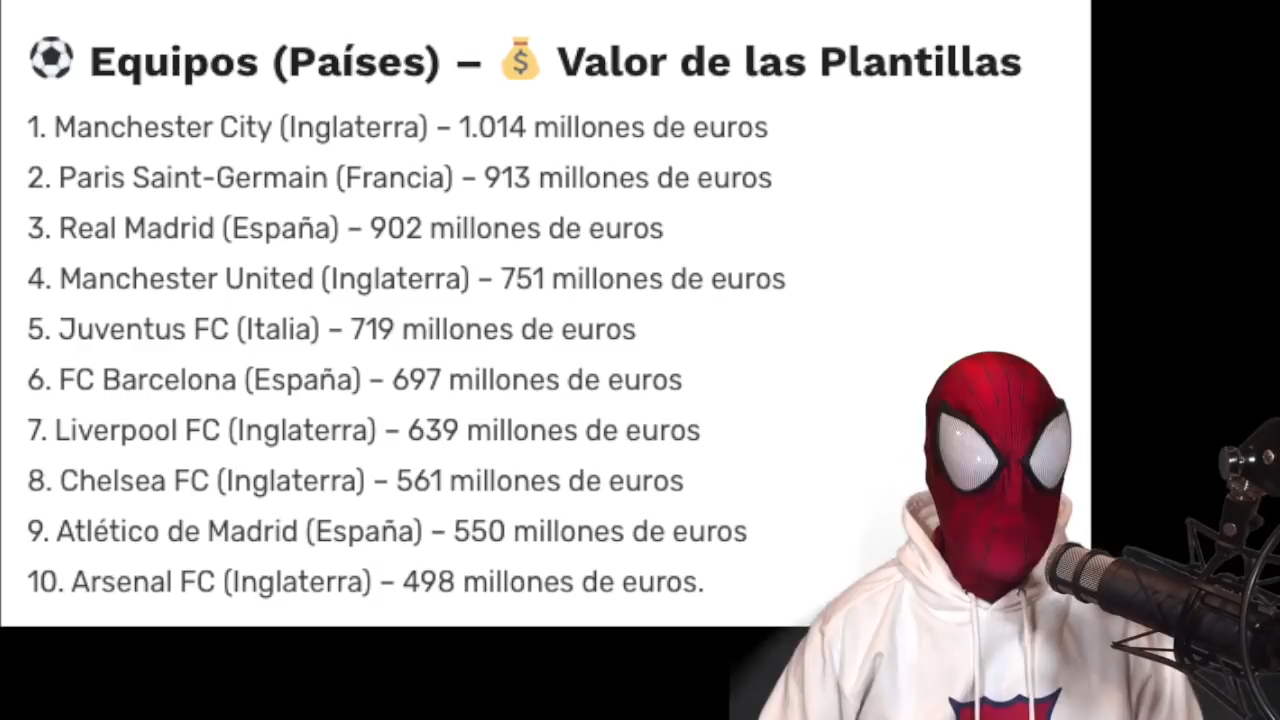 ⚽ Equipos (Países) – 💰 Valor de las Plantillas
1. Manchester City (Inglaterra) – 1.014 millones de euros
2. Paris Saint-Germain (Francia) – 913 millones de euros
3. Real Madrid (España) – 902 millones de euros
4. Manchester United (Inglaterra) – 751 millones de euros
5. Juventus FC (Italia) – 719 millones de euros
6. FC Barcelona (España) – 697 millones de euros
7. Liverpool FC (Inglaterra) – 639 millones de euros
8. Chelsea FC (Inglaterra) – 561 millones de euros
9. Atlético de Madrid (España) – 550 millones de euros
10. Arsenal FC (Inglaterra) – 498 millones de euros.